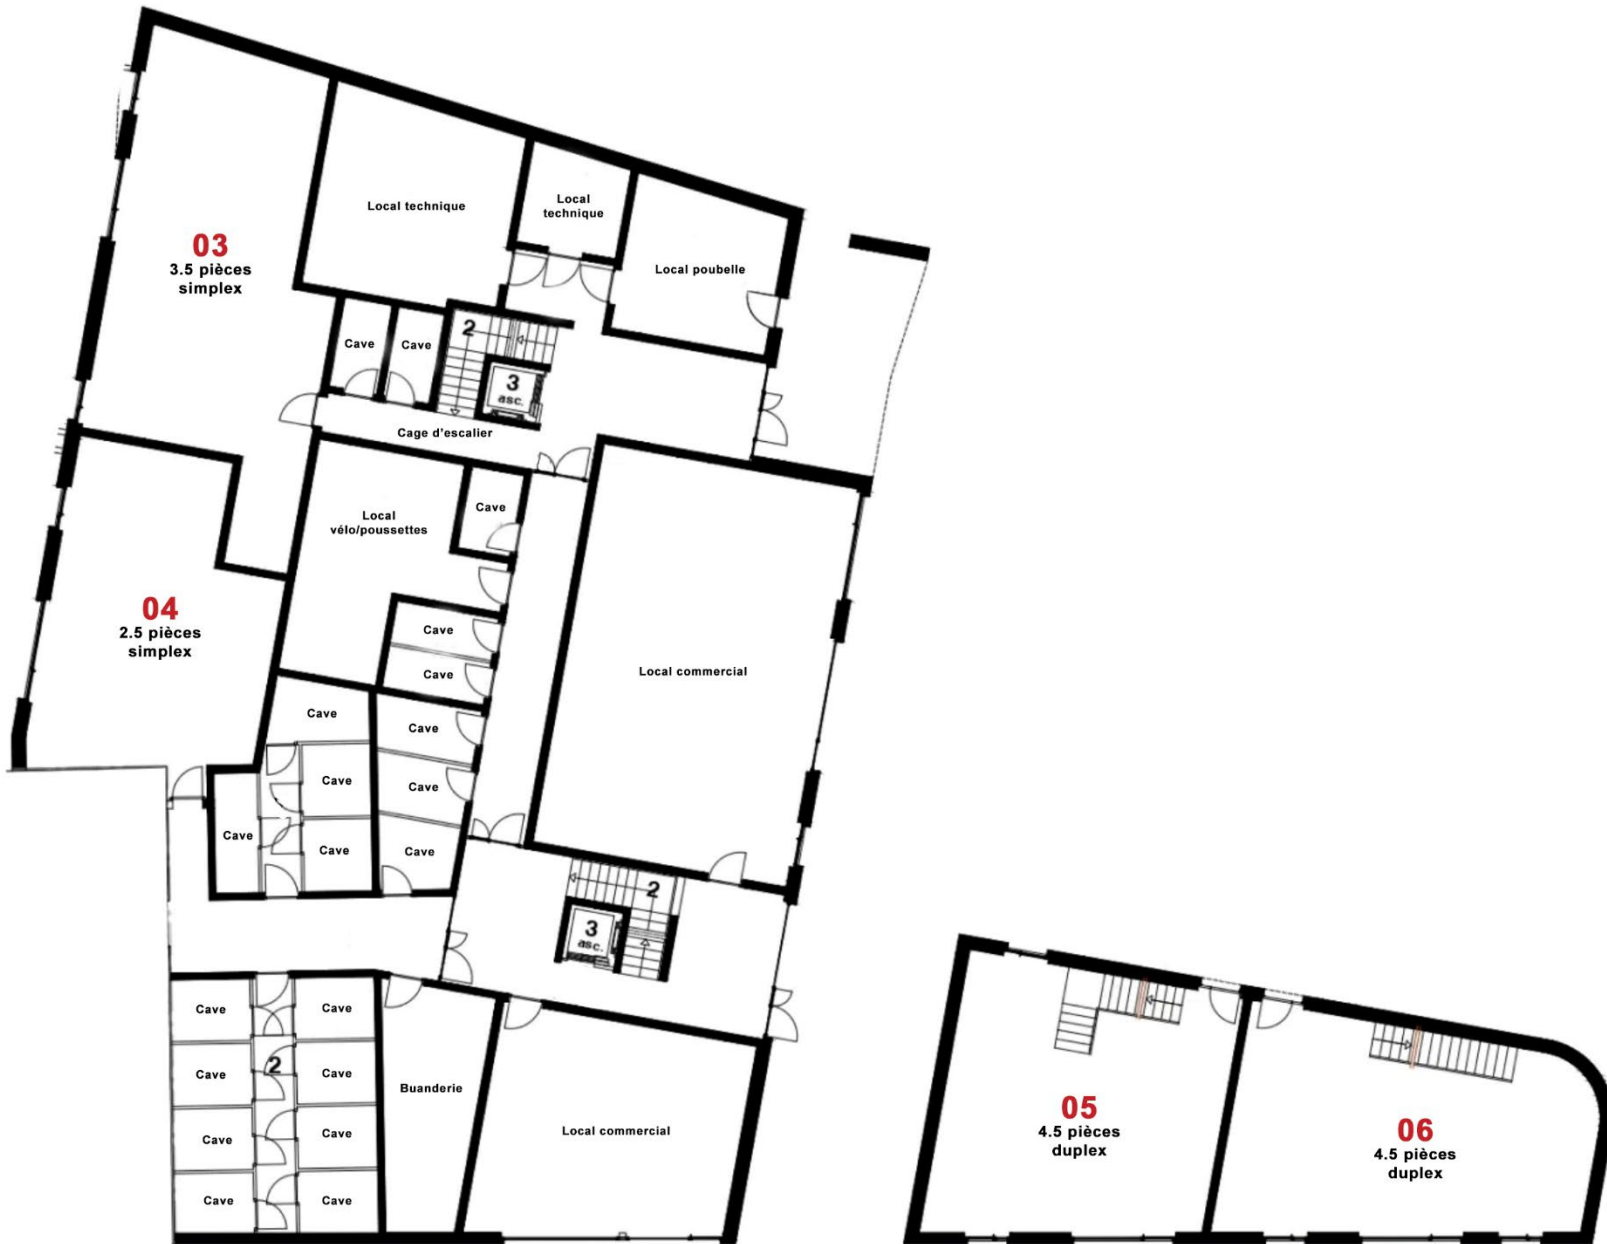 Local technique
Local
technique
Local poubelle
03
3.5 pièces
simplex
2
Cave
Cave
3
asc.
Cage d'escalier
Cave
Local
vélo/poussettes
04
2.5 pièces
simplex
Cave
Cave
Local commercial
Cave
Cave
Cave
Cave
Cave
Cave
Cave
Cave
2
3
asc.
Cave
Cave
Cave
2
Cave
Buanderie
Cave
Cave
Cave
Cave
Local commercial
05
4.5 pièces
duplex
06
4.5 pièces
duplex